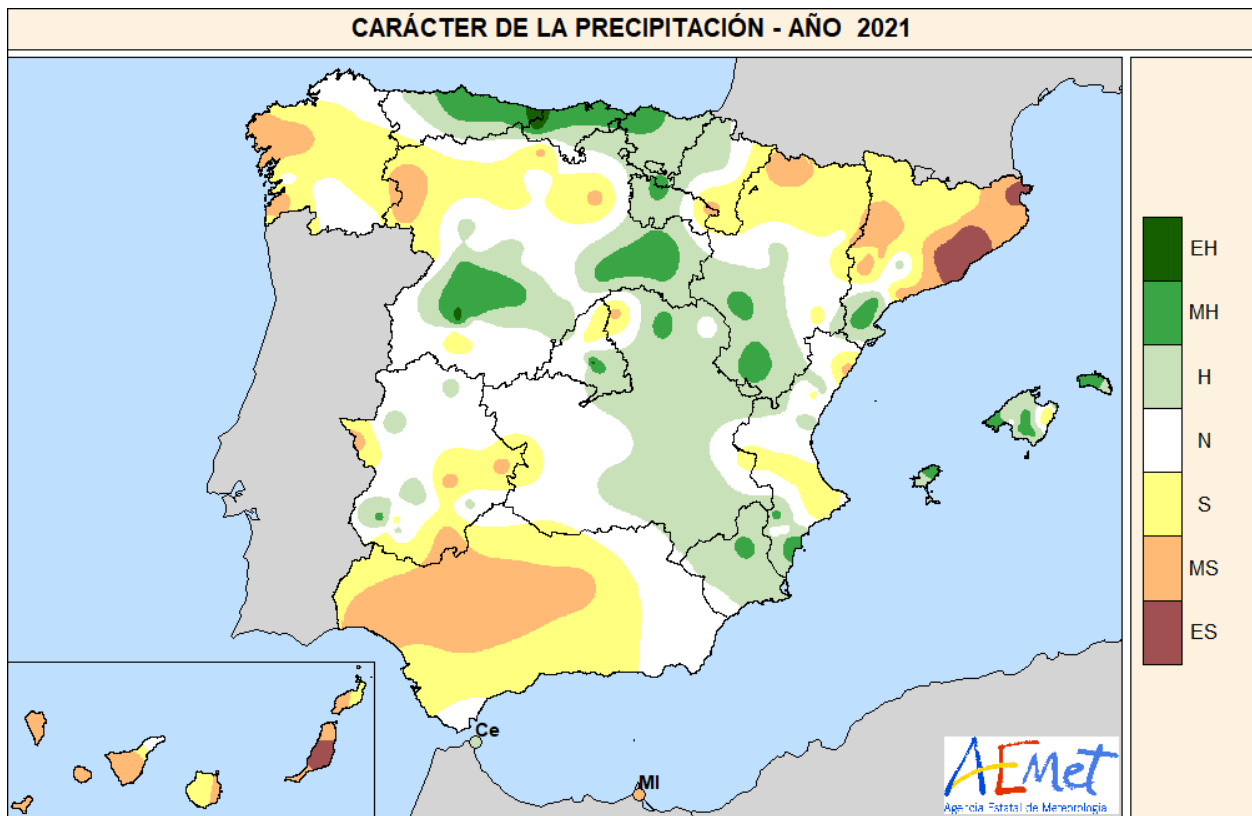 CARÁCTER DE LA PRECIPITACIÓN - AÑO 2021
EH
MH
H
N
S
MS
ES
Ce
Ml
AEMet
Agencia Estatal de Meteorología